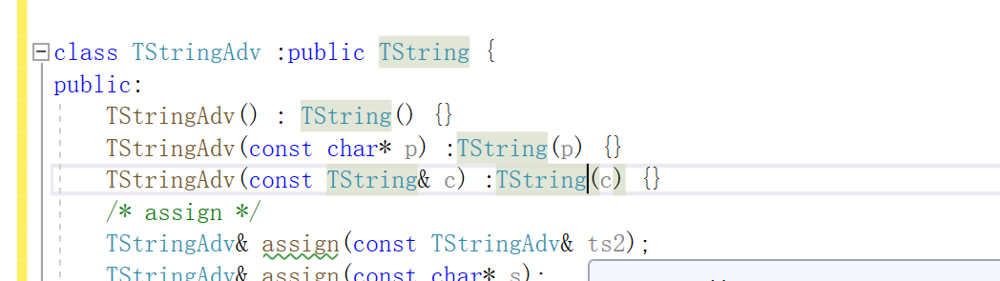 class TStringAdv :public TString {
public:
TStringAdv() : TString() {}
TStringAdv(const char* p) :TString(p) {}
TStringAdv(const TString& c) :TString(c) {}
/* assign */
TStringAdv& assign(const TStringAdv& ts2);
TStringAdv& assign(const char* s);